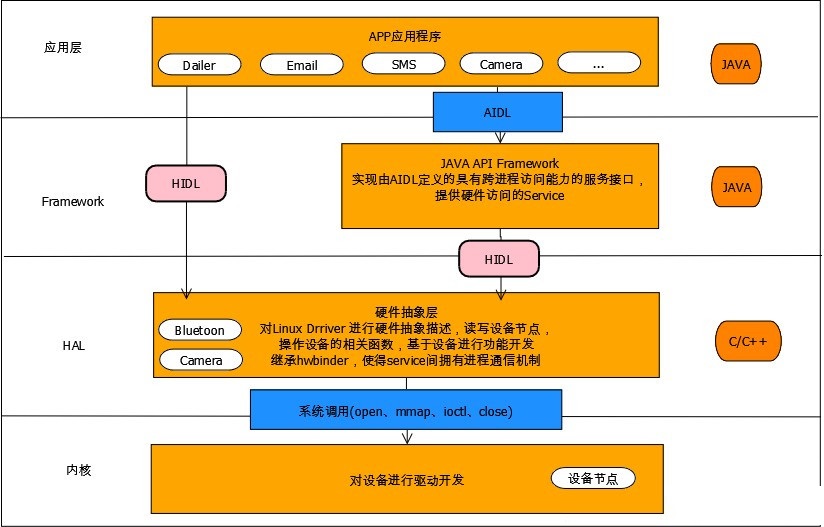 应用层
APP应用程序
Dailer
Email
SMS
Camera
...
JAVA
AIDL
Framework
HIDL
JAVA API Framework
实现由AIDL定义的具有跨进程访问能力的服务接口，
提供硬件访问的Service
JAVA
HIDL
HAL
硬件抽象层
Bluetoon
对Linux Drriver 进行硬件抽象描述，读写设备节点，
操作设备的相关函数，基于设备进行功能开发
Camera
继承hwbinder，使得service间拥有进程通信机制
C/C++
系统调用(open、mmap、ioctl、close)
内核
对设备进行驱动开发
设备节点